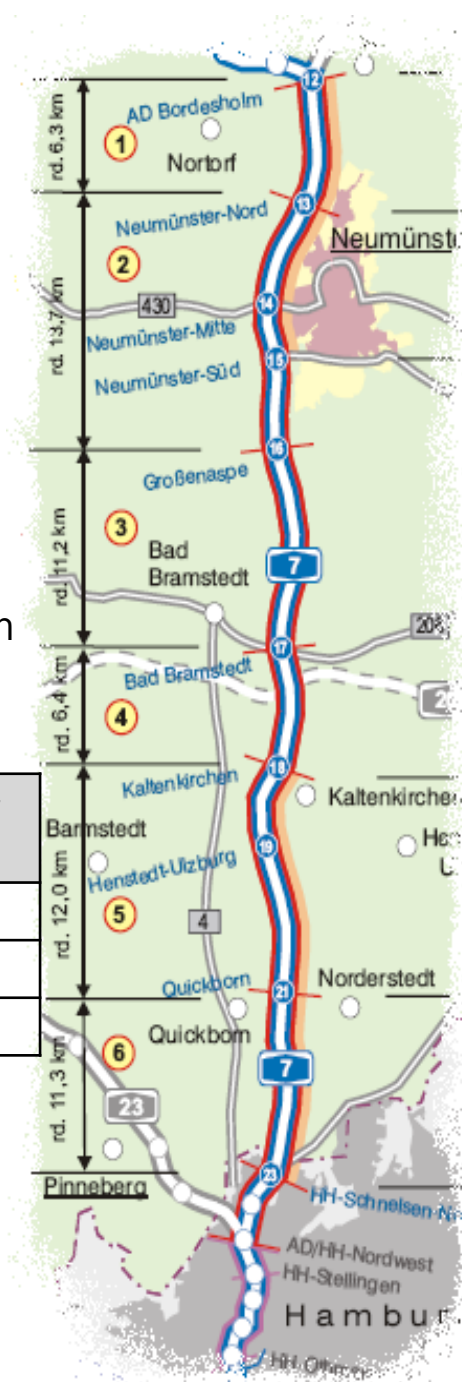 12
AD Bordesholm
rd. 6,3 km
1
Nortorf
13
Neumünster-Nord
Neumünst
2
rd. 13,7 km
430
14
Neumünster-Mitte
15
Neumünster-Süd
16
Großenaspe
3
rd. 11,2 km
Bad
Bramstedt
7
n
206
17
Bad Bramstedt
rd. 6,4 km
4
2
18
Kaltenkirchen
Kaltenkirche
Barmstedt
19
He
U
Henstedt-Ulzburg
rd. 12,0 km
5
4
Quickborn
21
Norderstedt
Quickborn
6
rd. 11,3 km
7
23
Pinneberg
23
HH-Schnelsen-N
AD/HH-Nordwest
HH-Stellingen
Hambur